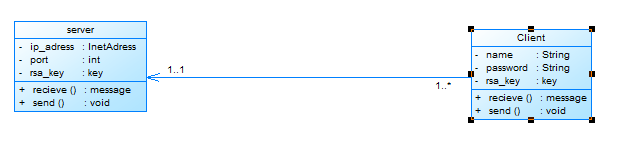 server
- ip_adress : InetAdress
- port : int
- rsa_key : key
+ recieve () : message
+ send () : void
1..1
1..*
Client
- name : String
- password : String
- rsa_key : key
+ recieve () : message
+ send () : void